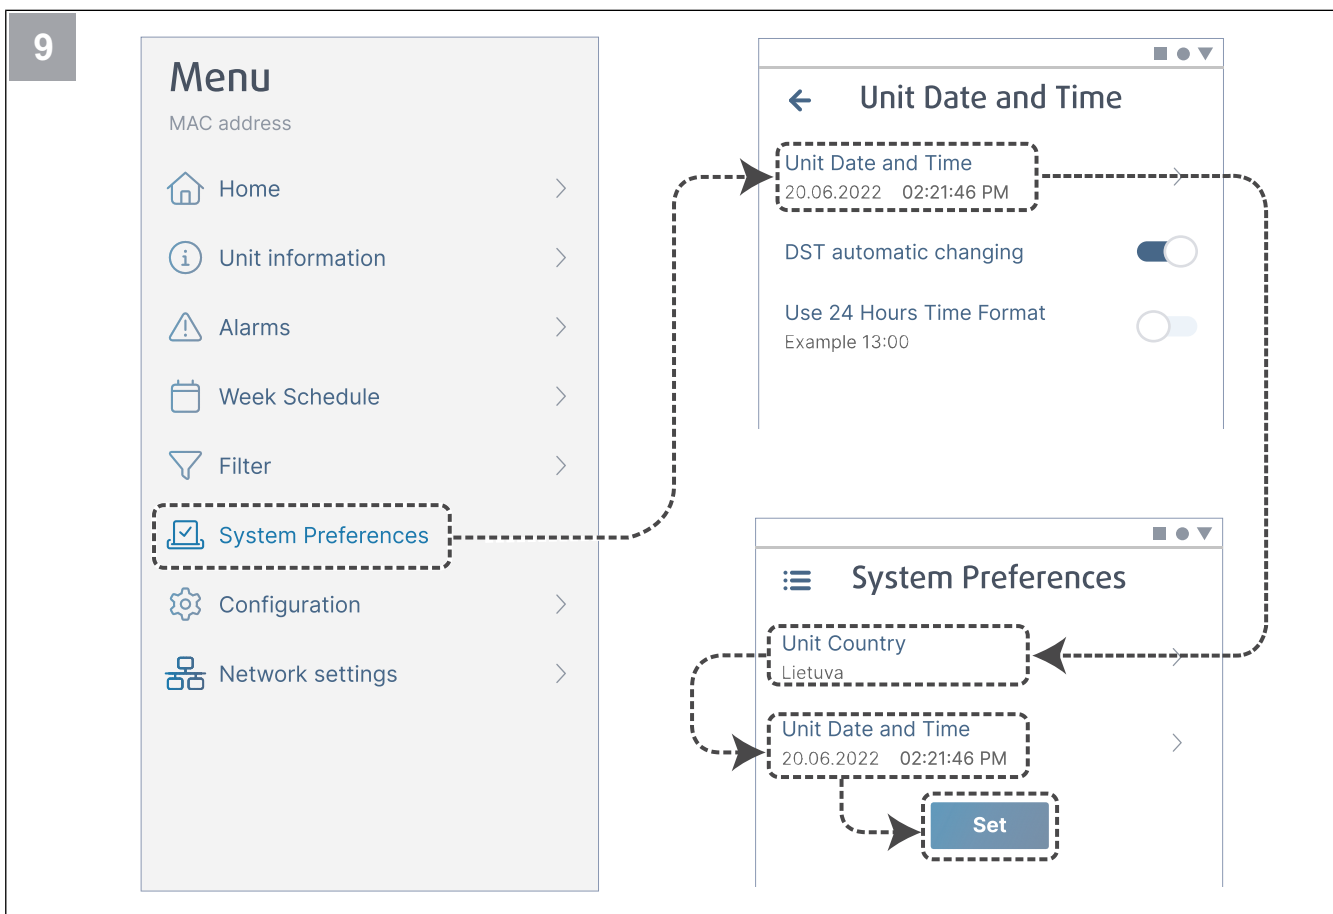 9
Menu
MAC address
Home
Unit information
Alarms
Week Schedule
Filter
System Preferences
Configuration
Network settings
Unit Date and Time
Unit Date and Time
20.06.2022 02:21:46 PM
DST automatic changing
Use 24 Hours Time Format
Example 13:00
System Preferences
Unit Country
Lietuva
Unit Date and Time
20.06.2022 02:21:46 PM
Set